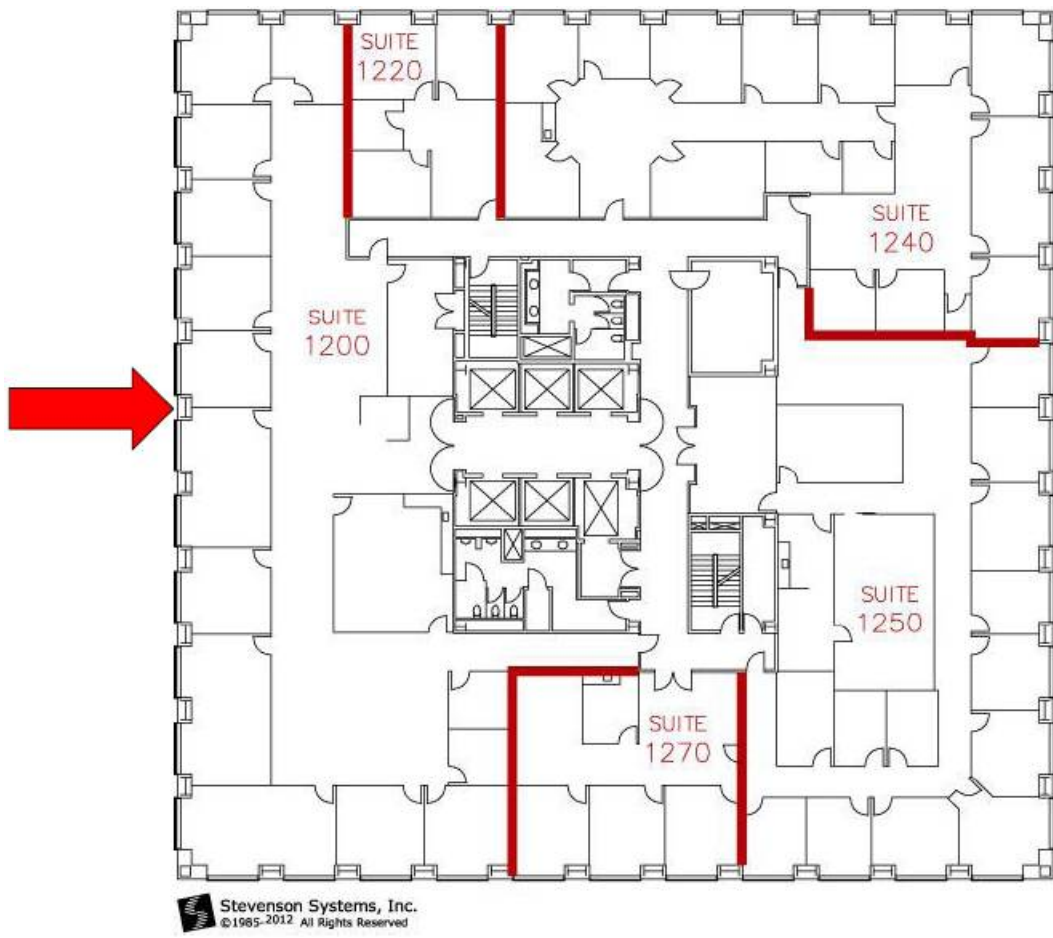 SUITE
1220
SUITE
1240
SUITE
1200
SUITE
1250
SUITE
1270
Stevenson Systems, Inc.
©1985-2012 All Rights Reserved